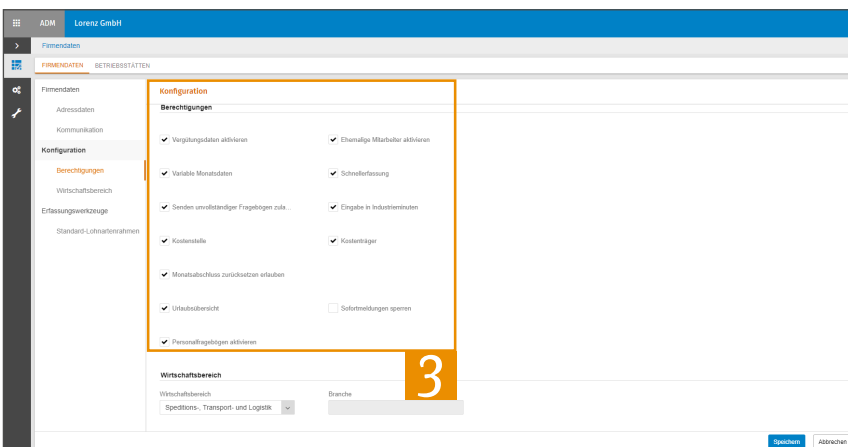 ADM Lorenz GmbH
Firmendaten
FIRMENDATEN BETRIEBSSTÄTTEN
Firmendaten
Adressdaten
Kommunikation
Konfiguration
Berechtigungen
Wirtschaftsbereich
Erfassungswerkzeuge
Standard-Lohnartenrahmen
Konfiguration
Berechtigungen
Vergütungsdaten aktivieren Ehemalige Mitarbeiter aktivieren
Variable Monatsdaten Schnellerfassung
Senden unvollständiger Fragebögen zula... Eingabe in Industrieminuten
Kostenstelle Kostenträger
Monatsabschluss zurücksetzen erlauben
Urlaubsübersicht Sofortmeldungen sperren
Personalfragebögen aktivieren
3
Wirtschaftsbereich
Wirtschaftsbereich Branche
Speditions-, Transport- und Logistik
Speichern Abbrechen